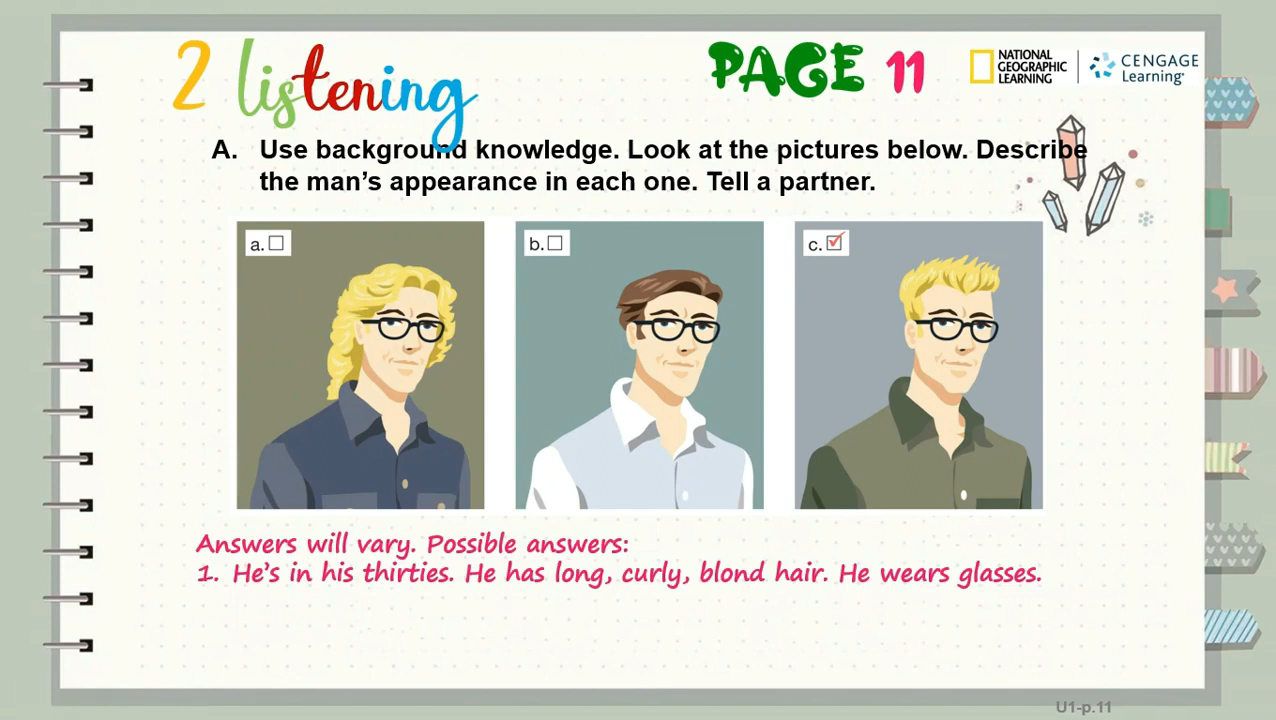 2 listening
PAGE 11
NATIONAL
GEOGRAPHIC
LEARNING
CENGAGE
Learning™
A. Use background knowledge. Look at the pictures below. Describe
the man's appearance in each one. Tell a partner.
a.
b.
c.
Answers will vary. Possible answers:
1. He's in his thirties. He has long, curly, blond hair. He wears glasses.
U1-p.11